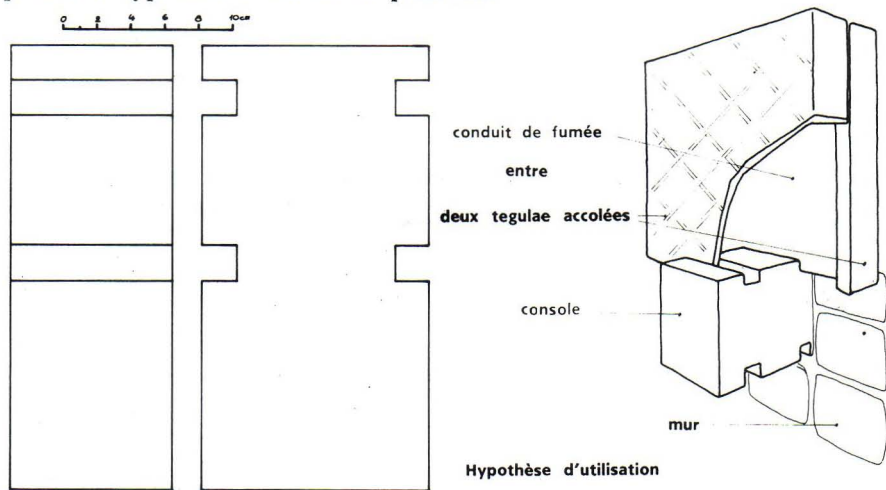 0 2 4 6 8 10cm
conduit de fumée
entre
deux tegulae accolées
console
mur
Hypothèse d'utilisation